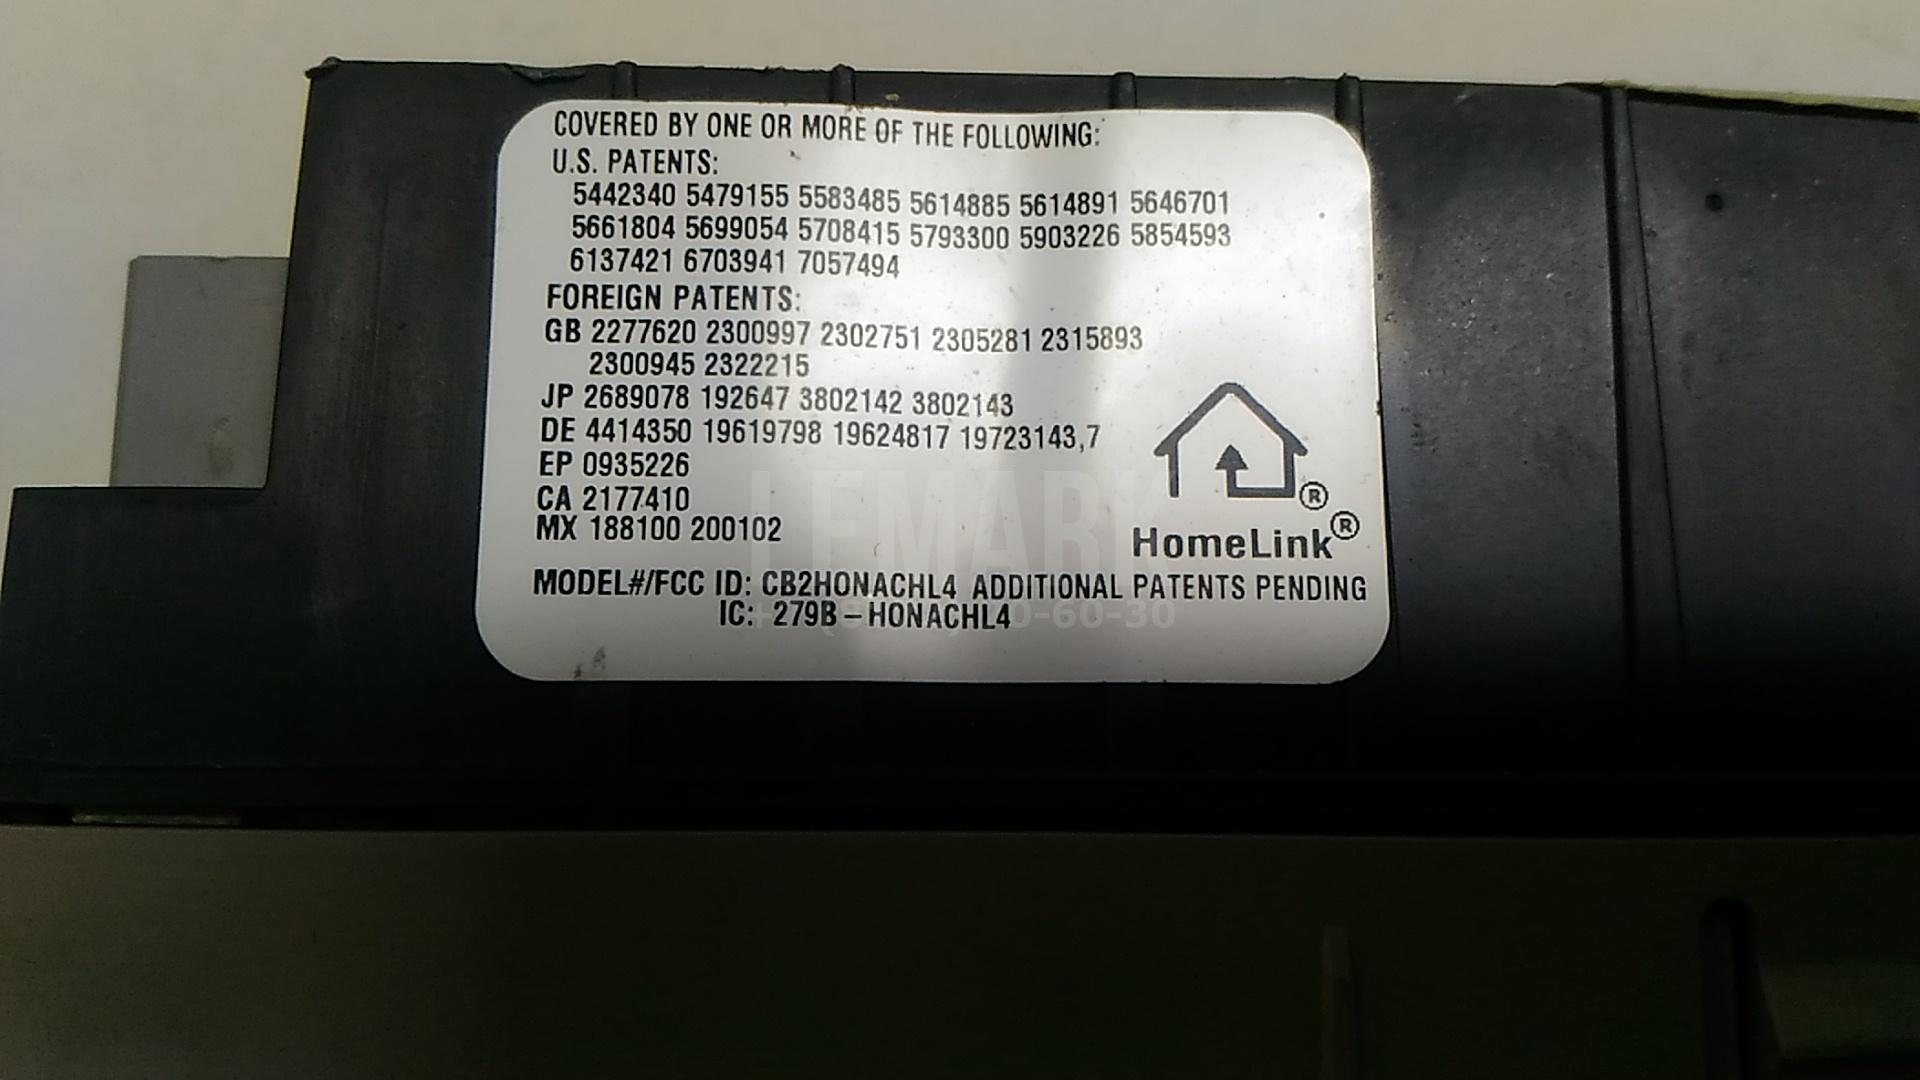 COVERED BY ONE OR MORE OF THE FOLLOWING:
U.S. PATENTS:
5442340 5479155 5583485 5614885 5614891 5646701
5661804 5699054 5708415 5793300 5903226 5854593
6137421 6703941 7057494
FOREIGN PATENTS:
GB 2277620 2300997 2302751 2305281 2315893
2300945 2322215
JP 2689078 192647 3802142 3802143
DE 4414350 19619798 19624817 19723143,7
EP 0935226
CA 2177410
MX 188100 200102
HomeLink®
MODEL#/FCC ID: CB2HONACHL4 ADDITIONAL PATENTS PENDING
IC: 279B-HONACHL4
LEMARK